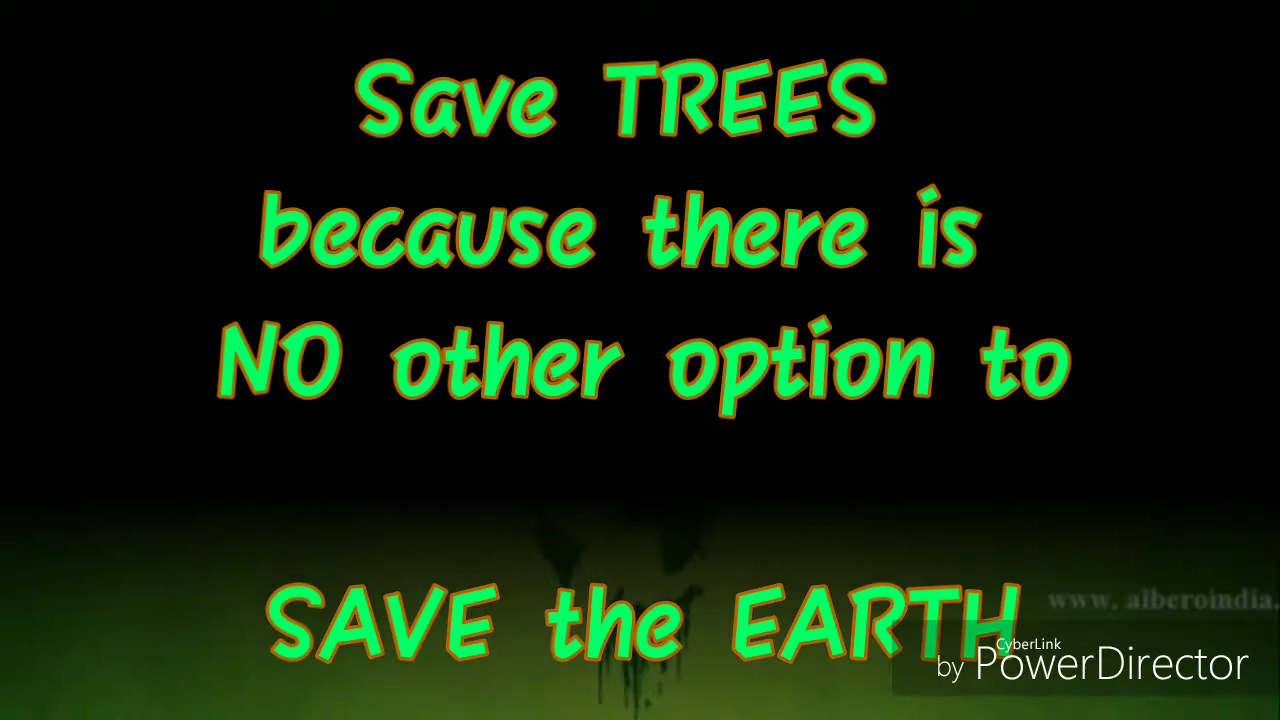 Save TREES
because there is
NO other option to
SAVE the EARTH
www. alberoindia.
CyberLink
by PowerDirector